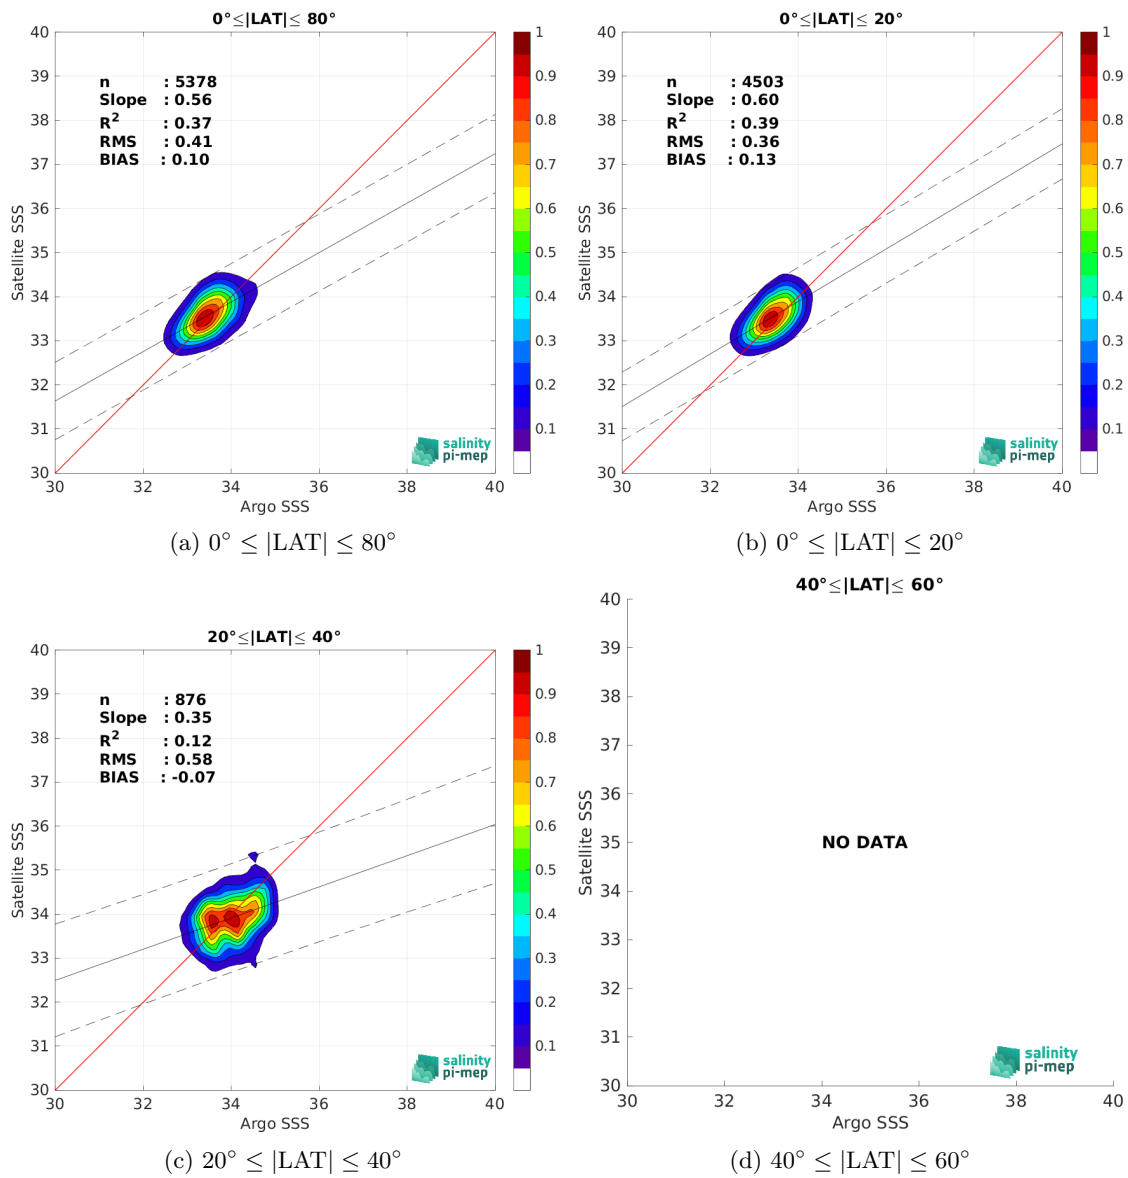 0°≤|LAT|≤ 80°
n : 5378
Slope : 0.56
R2 : 0.37
RMS : 0.41
BIAS : 0.10
40
39
38
37
36
35
34
33
32
31
30
Satellite SSS
30 32 34 36 38 40
Argo SSS
1
0.9
0.8
0.7
0.6
0.5
0.4
0.3
0.2
0.1
salinity
pi-mep
(a) 0° ≤ |LAT| ≤ 80°
0°≤|LAT|≤ 20°
n : 4503
Slope : 0.60
R2 : 0.39
RMS : 0.36
BIAS : 0.13
40
39
38
37
36
35
34
33
32
31
30
Satellite SSS
30 32 34 36 38 40
Argo SSS
1
0.9
0.8
0.7
0.6
0.5
0.4
0.3
0.2
0.1
salinity
pi-mep
(b) 0° ≤ |LAT| ≤ 20°
20°≤|LAT|≤ 40°
n : 876
Slope : 0.35
R2 : 0.12
RMS : 0.58
BIAS : -0.07
40
39
38
37
36
35
34
33
32
31
30
Satellite SSS
30 32 34 36 38 40
Argo SSS
1
0.9
0.8
0.7
0.6
0.5
0.4
0.3
0.2
0.1
salinity
pi-mep
(c) 20° ≤ |LAT| ≤ 40°
40°≤|LAT|≤ 60°
40
39
38
37
36
35
34
33
32
31
30
Satellite SSS
NO DATA
30 32 34 36 38 40
Argo SSS
salinity
pi-mep
(d) 40° ≤ |LAT| ≤ 60°